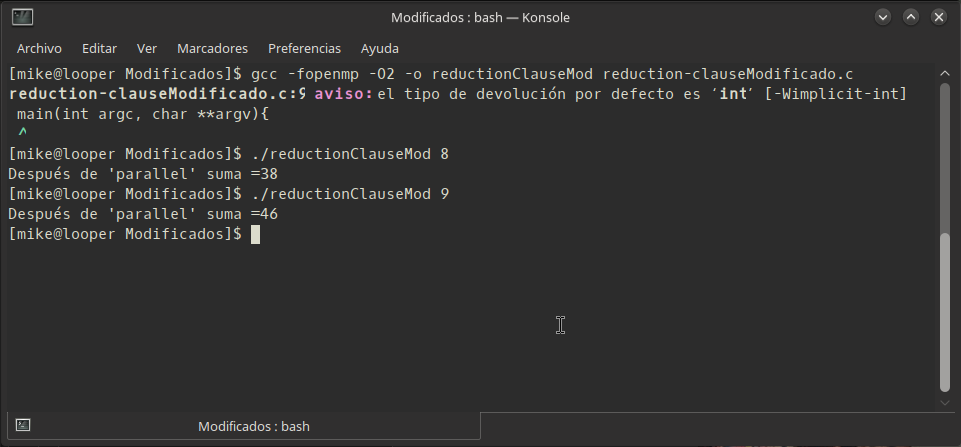 Modificados : bash — Konsole
Archivo Editar Ver Marcadores Preferencias Ayuda
[mike@looper Modificados]$ gcc -fopenmp -O2 -o reductionClauseMod reduction-clauseModificado.c
reduction-clauseModificado.c:9 aviso: el tipo de devolución por defecto es ‘int’ [-Wimplicit-int]
main(int argc, char **argv){
^
[mike@looper Modificados]$ ./reductionClauseMod 8
Después de 'parallel' suma =38
[mike@looper Modificados]$ ./reductionClauseMod 9
Después de 'parallel' suma =46
[mike@looper Modificados]$
Modificados : bash